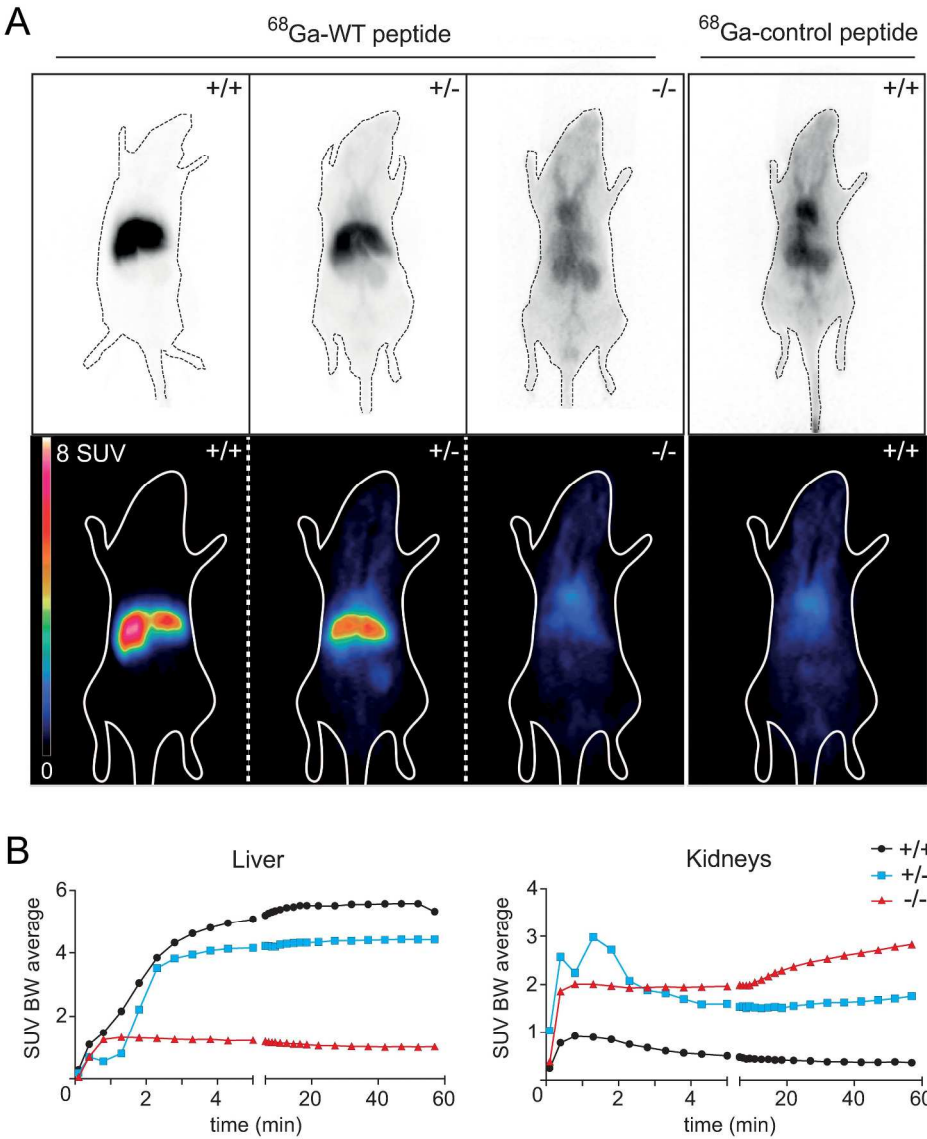 A
⁶⁸Ga-WT peptide
⁶⁸Ga-control peptide
+/+
+/-
-/-
+/+
8 SUV
+/+
+/-
-/-
+/+
0
B
Liver
Kidneys
+/+
+/-
-/-
SUV BW average
6
4
2
0
2
4
20
40
60
time (min)
SUV BW average
4
3
2
1
0
2
4
20
40
60
time (min)